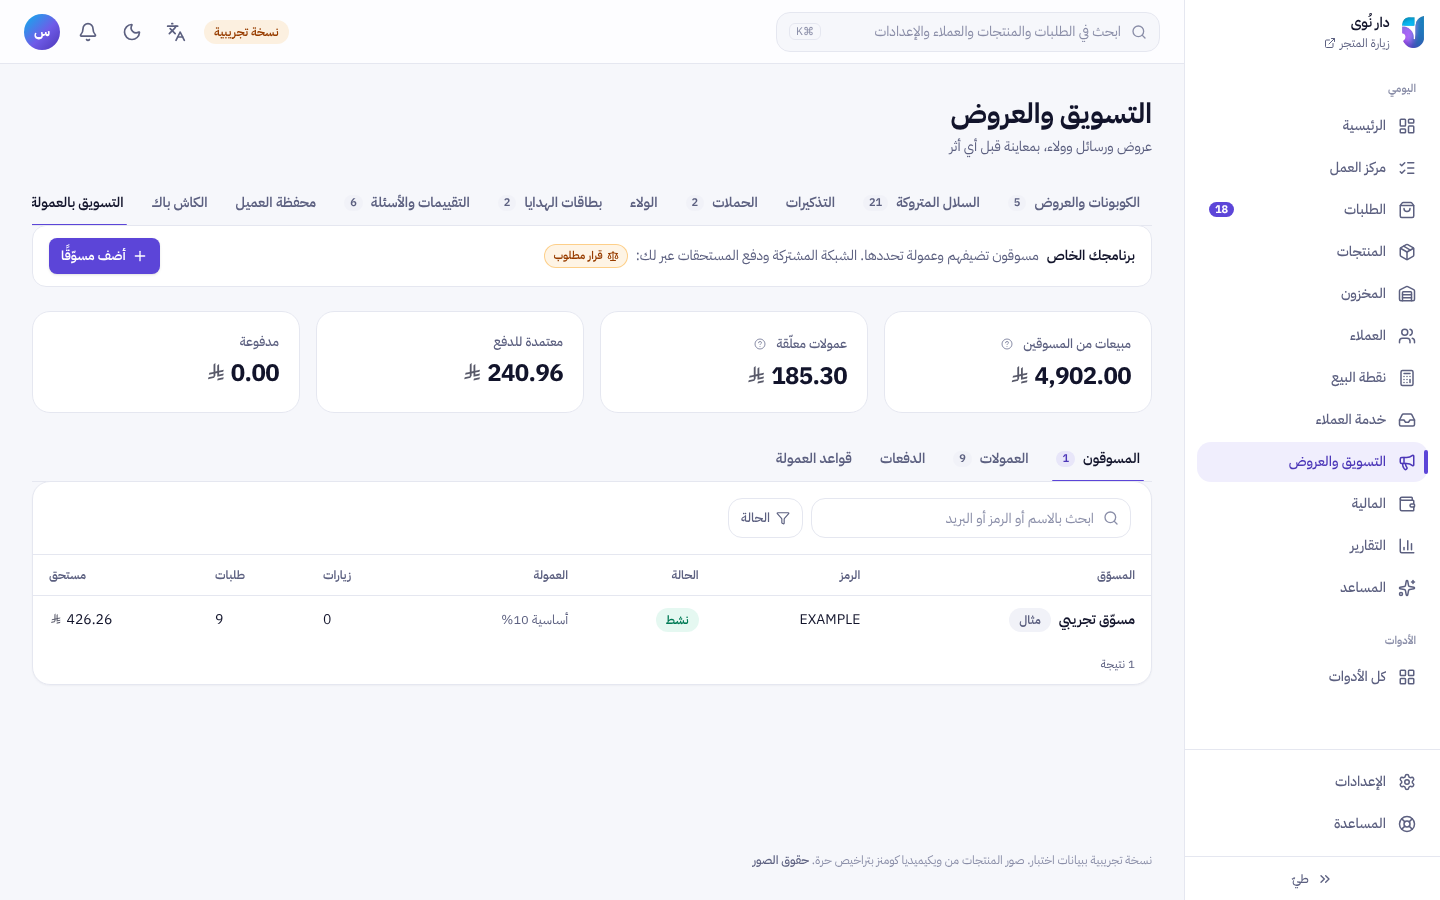 دار نُوى
زيارة المتجر
اليومي
الرئيسية
مركز العمل
الطلبات 18
المنتجات
المخزون
العملاء
نقطة البيع
خدمة العملاء
التسويق والعروض
المالية
التقارير
المساعد
الأدوات
كل الأدوات
الإعدادات
المساعدة
طيّ
ابحث في الطلبات والمنتجات والعملاء والإعدادات ⌘K
نسخة تجريبية
س
التسويق والعروض
عروض ورسائل وولاء، بمعاينة قبل أي أثر
الكوبونات والعروض 5 السلال المتروكة 21 التذكيرات الحملات 2 الولاء بطاقات الهدايا 2 التقييمات والأسئلة 6 محفظة العميل الكاش باك التسويق بالعمولة
برنامجك الخاص مسوقون تضيفهم وعمولة تحددها. الشبكة المشتركة ودفع المستحقات عبر لك: قرار مطلوب
أضف مسوّقًا
مبيعات من المسوقين
4,902.00
عمولات معلّقة
185.30
معتمدة للدفع
240.96
مدفوعة
0.00
المسوقون 1 العمولات 9 الدفعات قواعد العمولة
ابحث بالاسم أو الرمز أو البريد
الحالة
المسوّق الرمز الحالة العمولة زيارات طلبات مستحق
مسوّق تجريبي مثال EXAMPLE نشط أساسية 10% 0 9 426.26
1 نتيجة
نسخة تجريبية ببيانات اختبار. صور المنتجات من ويكيميديا كومنز بتراخيص حرة. حقوق الصور